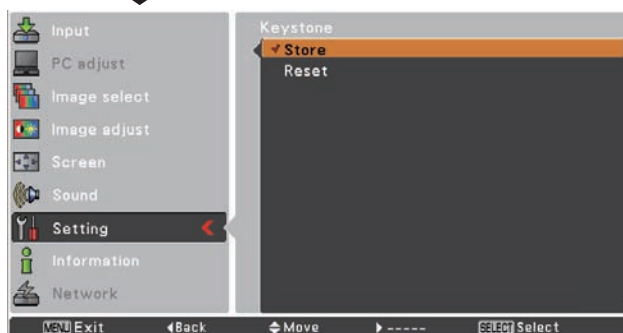 Input
PC adjust
Image select
Image adjust
Screen
Sound
Setting
Information
Network
Keystone
Store
Reset
MENU Exit Back Move ----- SELECT Select